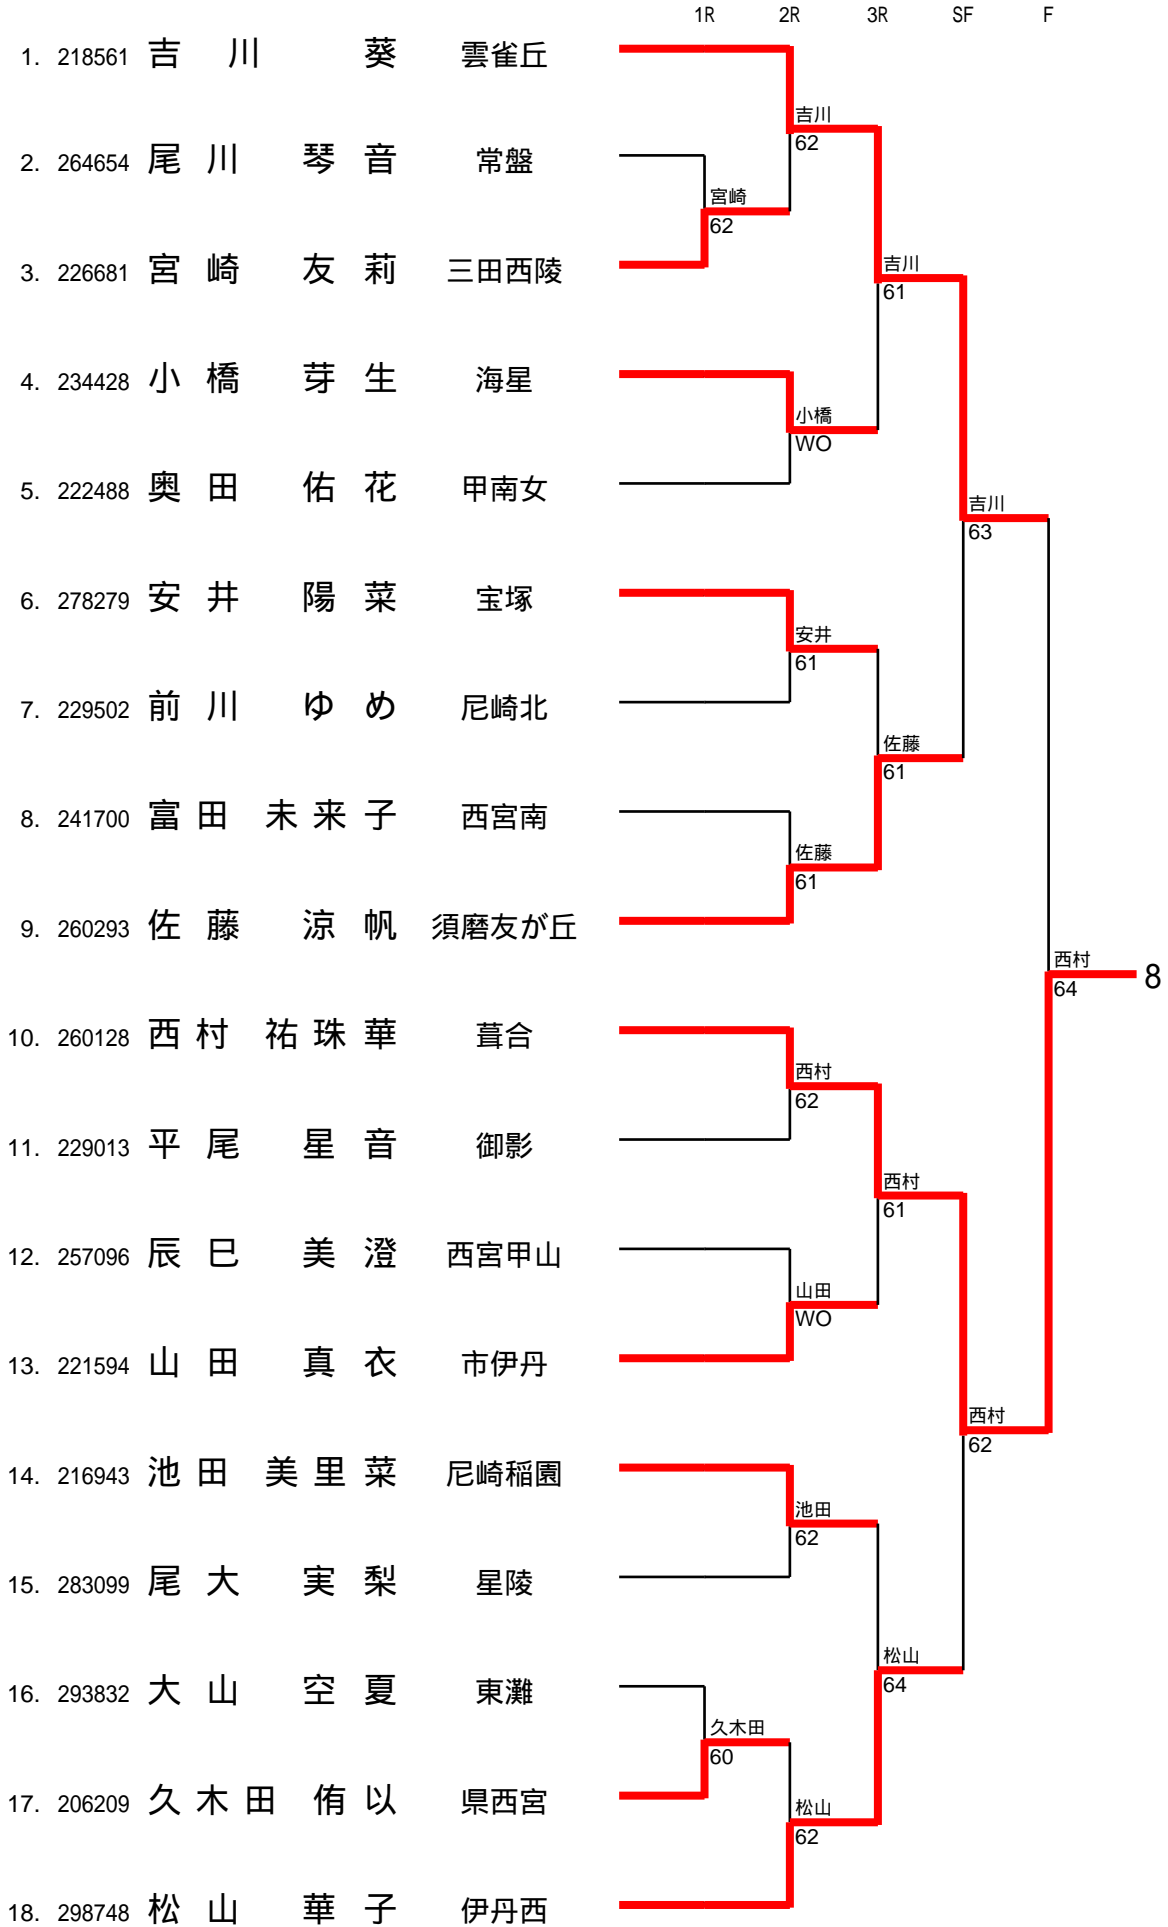 1R 2R 3R SF F
1. 218561 吉川 葵 雲雀丘
吉川
62
2. 264654 尾川 琴音 常盤
宮崎
62
3. 226681 宮崎 友莉 三田西陵
吉川
61
4. 234428 小橋 芽生 海星
小橋
WO
5. 222488 奥田 佑花 甲南女
吉川
63
6. 278279 安井 陽菜 宝塚
安井
61
7. 229502 前川 ゆめ 尼崎北
佐藤
61
8. 241700 富田 未来子 西宮南
佐藤
61
9. 260293 佐藤 涼帆 須磨友が丘
西村
64
8
10. 260128 西村 祐珠華 葺合
西村
62
11. 229013 平尾 星音 御影
西村
61
12. 257096 辰巳 美澄 西宮甲山
山田
WO
13. 221594 山田 真衣 市伊丹
西村
62
14. 216943 池田 美里菜 尼崎稲園
池田
62
15. 283099 尾大 実梨 星陵
松山
64
16. 293832 大山 空夏 東灘
久木田
60
17. 206209 久木田 侑以 県西宮
松山
62
18. 298748 松山 華子 伊丹西